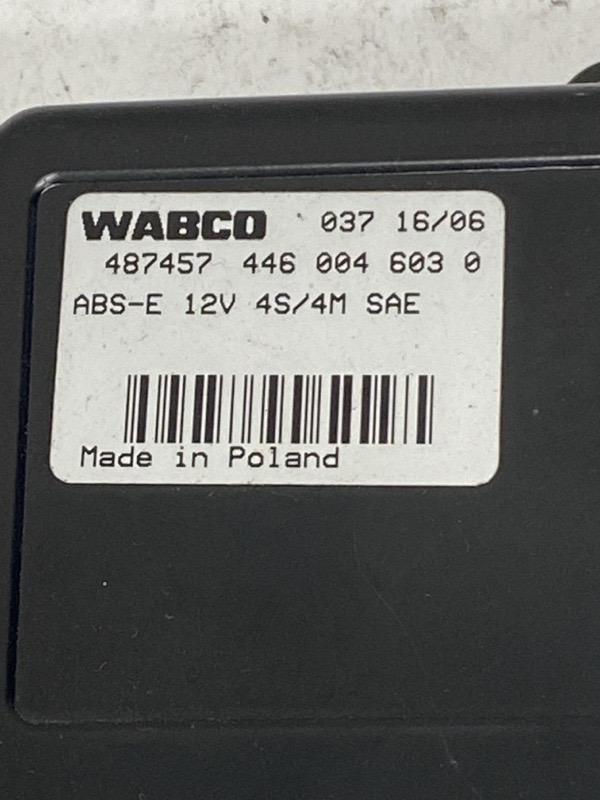 WABCO 037 16/06
487457 446 004 603 0
ABS-E 12V 4S/4M SAE
Made in Poland